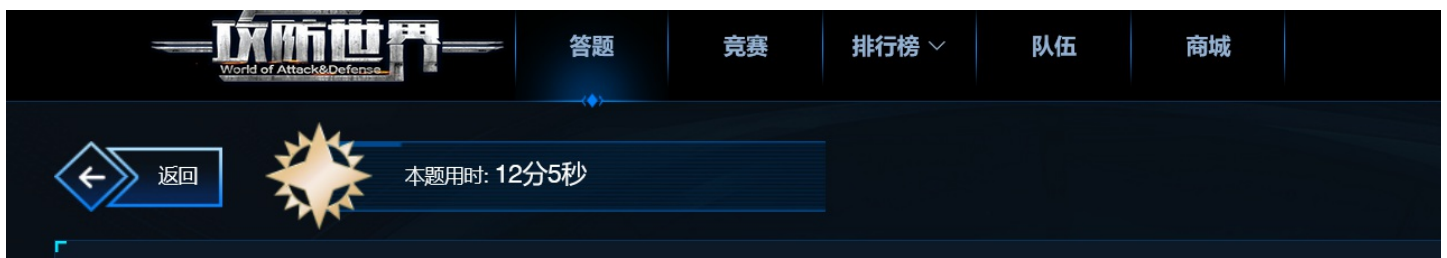 攻防世界
World of Attack&Defense
答题 竞赛 排行榜 队伍 商城
返回
本题用时: 12分5秒